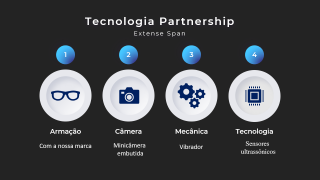 Tecnologia Partnership
Extense Span
1 2 3 4
Armação Câmera Mecânica Tecnologia
Com a nossa marca Minicâmera embutida Vibrador Sensores ultrassônicos